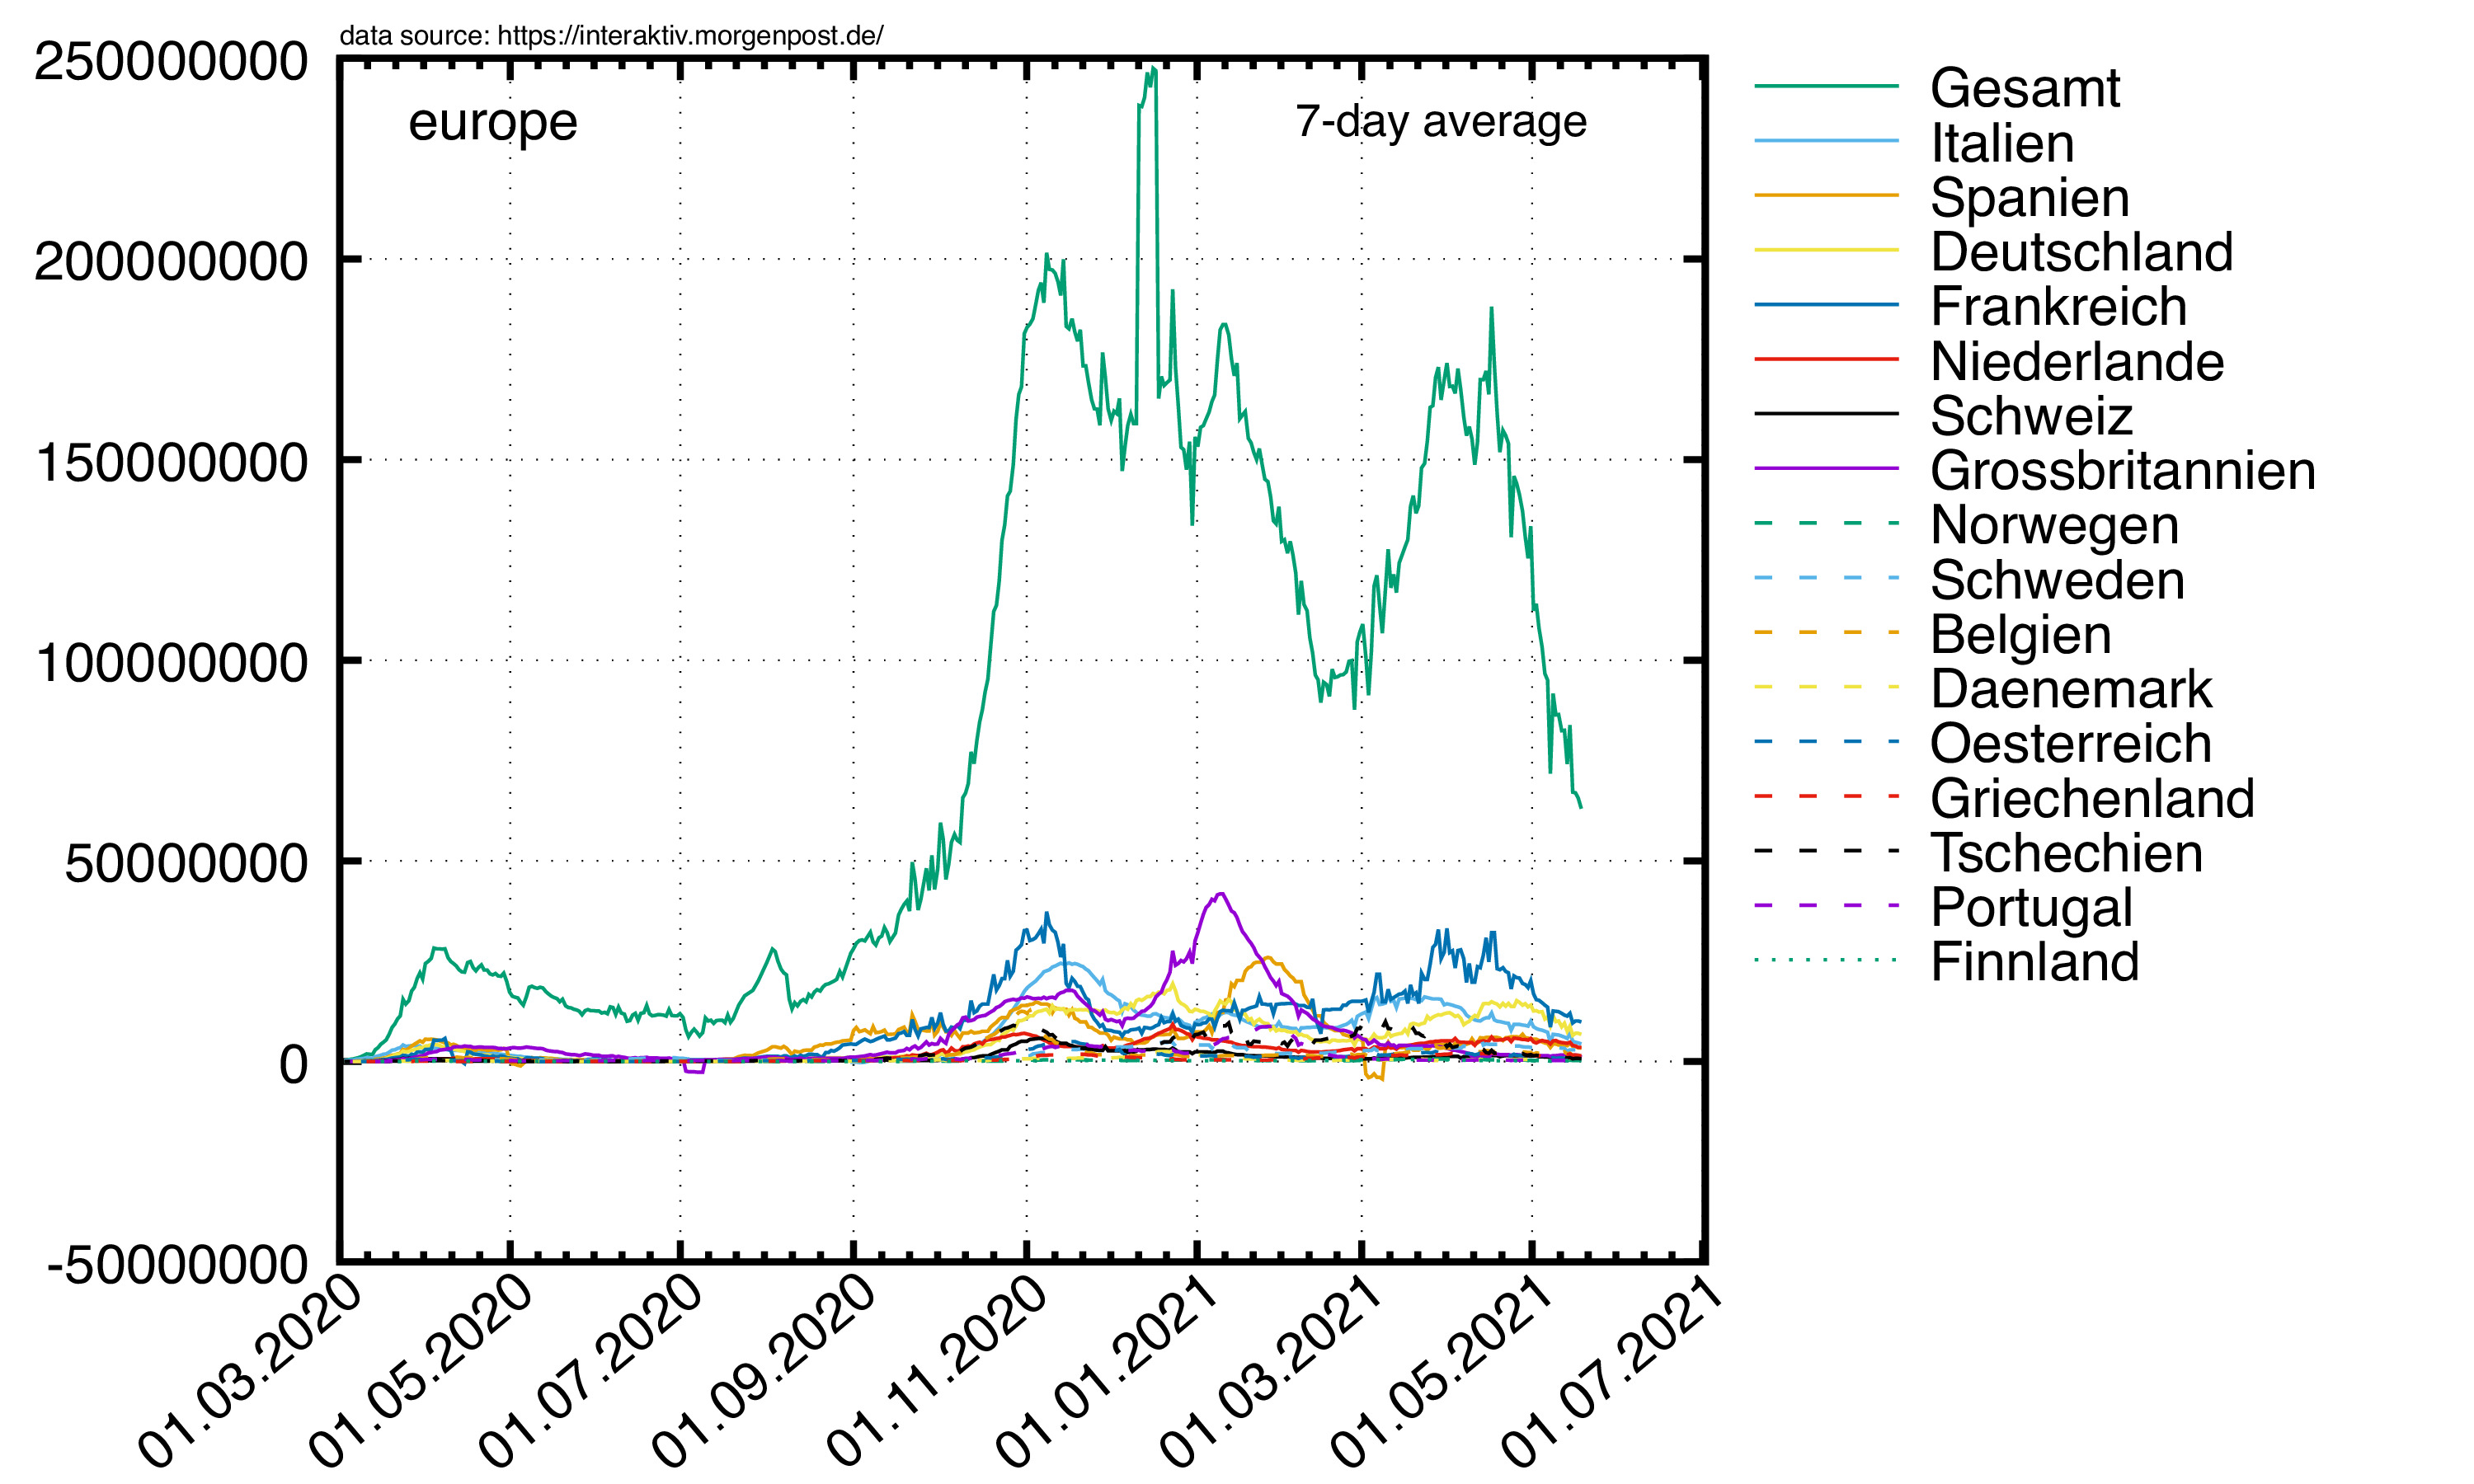 data source: https://interaktiv.morgenpost.de/
250000000
200000000
150000000
100000000
50000000
0
-50000000
europe
7-day average
01.03.2020
01.05.2020
01.07.2020
01.09.2020
01.11.2020
01.01.2021
01.03.2021
01.05.2021
01.07.2021
Gesamt
Italien
Spanien
Deutschland
Frankreich
Niederlande
Schweiz
Grossbritannien
Norwegen
Schweden
Belgien
Daenemark
Oesterreich
Griechenland
Tschechien
Portugal
Finnland